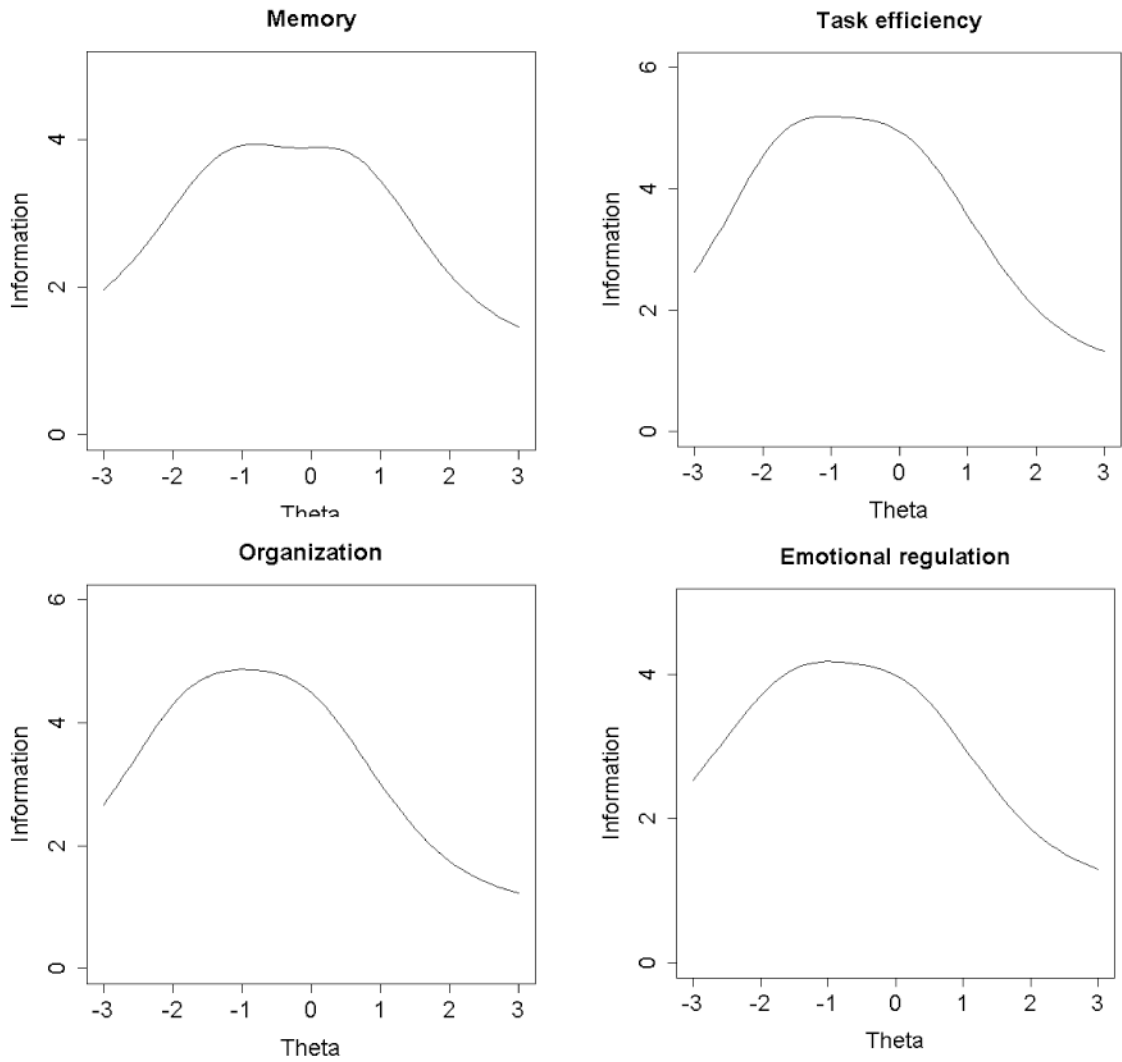 Memory
Information
0
2
4
-3 -2 -1 0 1 2 3
Theta
Task efficiency
Information
0
2
4
6
-3 -2 -1 0 1 2 3
Theta
Organization
Information
0
2
4
6
-3 -2 -1 0 1 2 3
Theta
Emotional regulation
Information
0
2
4
-3 -2 -1 0 1 2 3
Theta